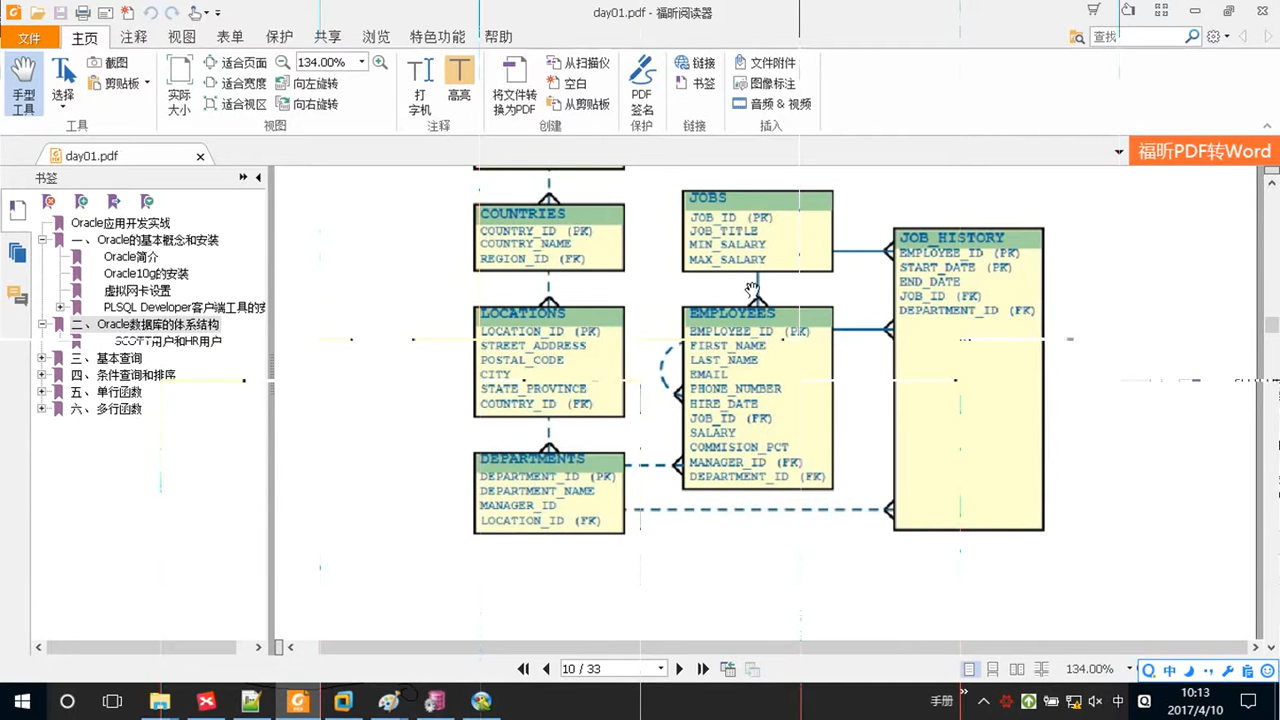 day01.pdf - 福昕阅读器
文件 主页 注释 视图 表单 保护 共享 浏览 特色功能 帮助
查找
手型
工具
选择
截图
剪贴板
工具
实际
大小
适合页面
适合宽度
适合视区
134.00%
向左旋转
向右旋转
视图
打
字机
高亮
注释
将文件转
换为PDF
从扫描仪
空白
从剪贴板
创建
PDF
签名
保护
链接
书签
链接
文件附件
图像标注
音频 & 视频
插入
day01.pdf
福昕PDF转Word
书签
Oracle应用开发实战
一、Oracle的基本概念和安装
Oracle简介
Oracle10g的安装
虚拟网卡设置
PLSQL Developer客户端工具的安
二、Oracle数据库的体系结构
SCOTT用户和HR用户
三、基本查询
四、条件查询和排序
五、单行函数
六、多行函数
COUNTRIES
COUNTRY_ID (PK)
COUNTRY_NAME
REGION_ID (FK)
LOCATIONS
LOCATION_ID (PK)
STREET_ADDRESS
POSTAL_CODE
CITY
STATE_PROVINCE
COUNTRY_ID (FK)
DEPARTMENTS
DEPARTMENT_ID (PK)
DEPARTMENT_NAME
MANAGER_ID
LOCATION_ID (FK)
JOBS
JOB_ID (PK)
JOB_TITLE
MIN_SALARY
MAX_SALARY
EMPLOYEES
EMPLOYEE_ID (PK)
FIRST_NAME
LAST_NAME
EMAIL
PHONE_NUMBER
HIRE_DATE
JOB_ID (FK)
SALARY
COMMISION_PCT
MANAGER_ID (FK)
DEPARTMENT_ID (FK)
JOB_HISTORY
EMPLOYEE_ID (PK)
START_DATE (PK)
END_DATE
JOB_ID (FK)
DEPARTMENT_ID (FK)
10 / 33
134.00%
中
手册
中
10:13
2017/4/10